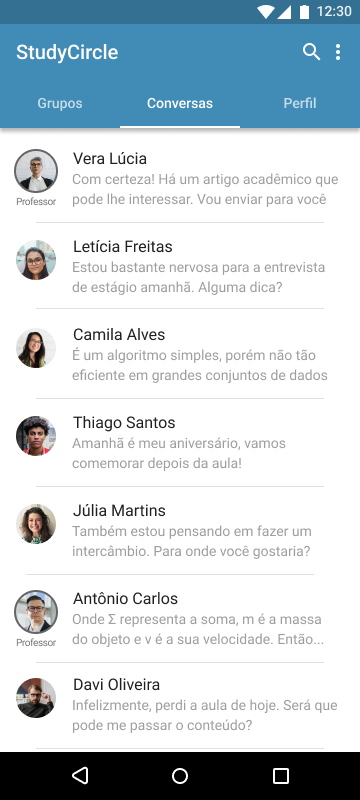 12:30
StudyCircle
Grupos
Conversas
Perfil
Vera Lúcia
Com certeza! Há um artigo acadêmico que
pode lhe interessar. Vou enviar para você
Professor
Letícia Freitas
Estou bastante nervosa para a entrevista
de estágio amanhã. Alguma dica?
Camila Alves
É um algoritmo simples, porém não tão
eficiente em grandes conjuntos de dados
Thiago Santos
Amanhã é meu aniversário, vamos
comemorar depois da aula!
Júlia Martins
Também estou pensando em fazer um
intercâmbio. Para onde você gostaria?
Antônio Carlos
Onde Σ representa a soma, m é a massa
do objeto e v é a sua velocidade. Então...
Professor
Davi Oliveira
Infelizmente, perdi a aula de hoje. Será que
pode me passar o conteúdo?